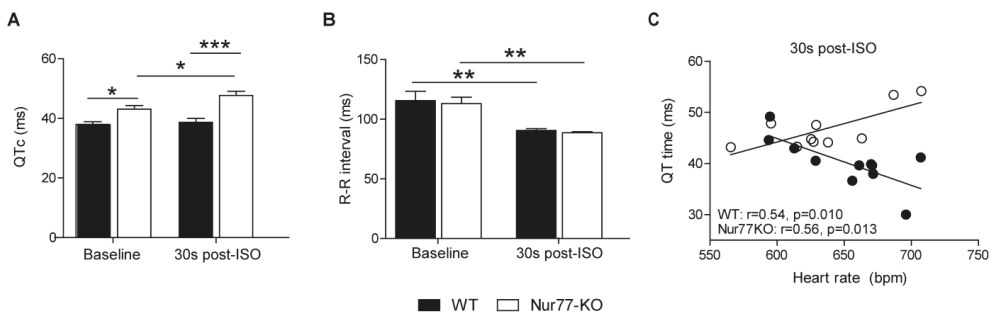 A
B
C
30s post-ISO
QTc (ms)
60
40
20
0
*
*
***
Baseline
30s post-ISO
R-R interval (ms)
150
100
50
0
**
**
Baseline
30s post-ISO
QT time (ms)
60
50
40
30
WT: r=0.54, p=0.010
Nur77KO: r=0.56, p=0.013
550
600
650
700
750
Heart rate (bpm)
WT
Nur77-KO